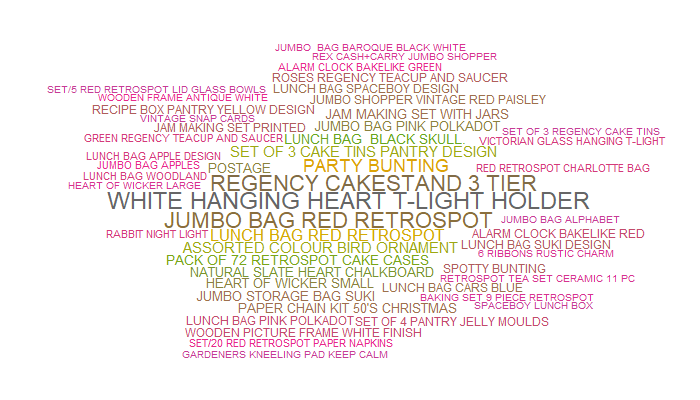 JUMBO  BAG BAROQUE BLACK WHITE
REX CASH+CARRY JUMBO SHOPPER
ALARM CLOCK BAKELIKE GREEN
ROSES REGENCY TEACUP AND SAUCER
SET/5 RED RETROSPOT LID GLASS BOWLS
LUNCH BAG SPACEBOY DESIGN
WOODEN FRAME ANTIQUE WHITE
JUMBO SHOPPER VINTAGE RED PAISLEY
RECIPE BOX PANTRY YELLOW DESIGN
JAM MAKING SET WITH JARS
VINTAGE SNAP CARDS
JAM MAKING SET PRINTED
JUMBO BAG PINK POLKADOT
SET OF 3 REGENCY CAKE TINS
GREEN REGENCY TEACUP AND SAUCER
LUNCH BAG  BLACK SKULL.
VICTORIAN GLASS HANGING T-LIGHT
LUNCH BAG APPLE DESIGN
SET OF 3 CAKE TINS PANTRY DESIGN
JUMBO BAG APPLES
POSTAGE
PARTY BUNTING
RED RETROSPOT CHARLOTTE BAG
LUNCH BAG WOODLAND
HEART OF WICKER LARGE
REGENCY CAKESTAND 3 TIER
WHITE HANGING HEART T-LIGHT HOLDER
JUMBO BAG RED RETROSPOT
JUMBO BAG ALPHABET
RABBIT NIGHT LIGHT
LUNCH BAG RED RETROSPOT
ALARM CLOCK BAKELIKE RED
ASSORTED COLOUR BIRD ORNAMENT
LUNCH BAG SUKI DESIGN
6 RIBBONS RUSTIC CHARM
PACK OF 72 RETROSPOT CAKE CASES
NATURAL SLATE HEART CHALKBOARD
SPOTTY BUNTING
RETROSPOT TEA SET CERAMIC 11 PC
HEART OF WICKER SMALL
LUNCH BAG CARS BLUE
JUMBO STORAGE BAG SUKI
BAKING SET 9 PIECE RETROSPOT
PAPER CHAIN KIT 50'S CHRISTMAS
SPACEBOY LUNCH BOX
LUNCH BAG PINK POLKADOT
SET OF 4 PANTRY JELLY MOULDS
WOODEN PICTURE FRAME WHITE FINISH
SET/20 RED RETROSPOT PAPER NAPKINS
GARDENERS KNEELING PAD KEEP CALM